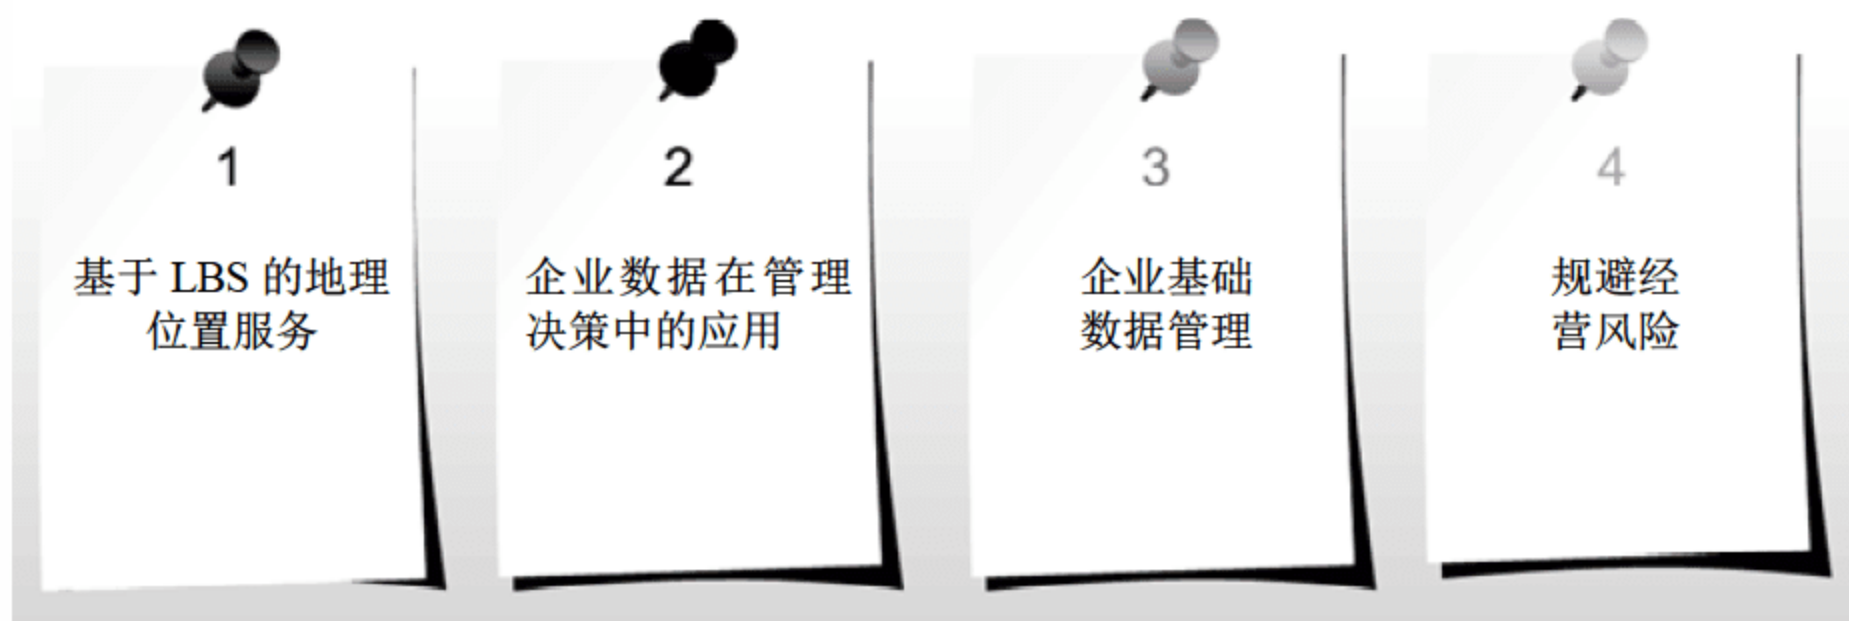 1
基于 LBS 的地理
位置服务
2
企业数据在管理
决策中的应用
3
企业基础
数据管理
4
规避经
营风险